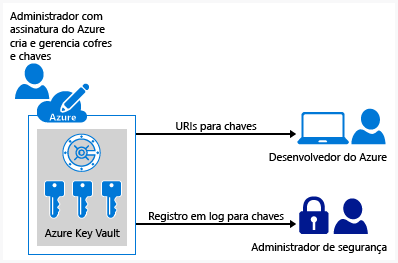 Administrador com
assinatura do Azure
cria e gerencia cofres
e chaves
Azure
URIs para chaves
Desenvolvedor do Azure
Registro em log para chaves
Azure Key Vault
Administrador de segurança